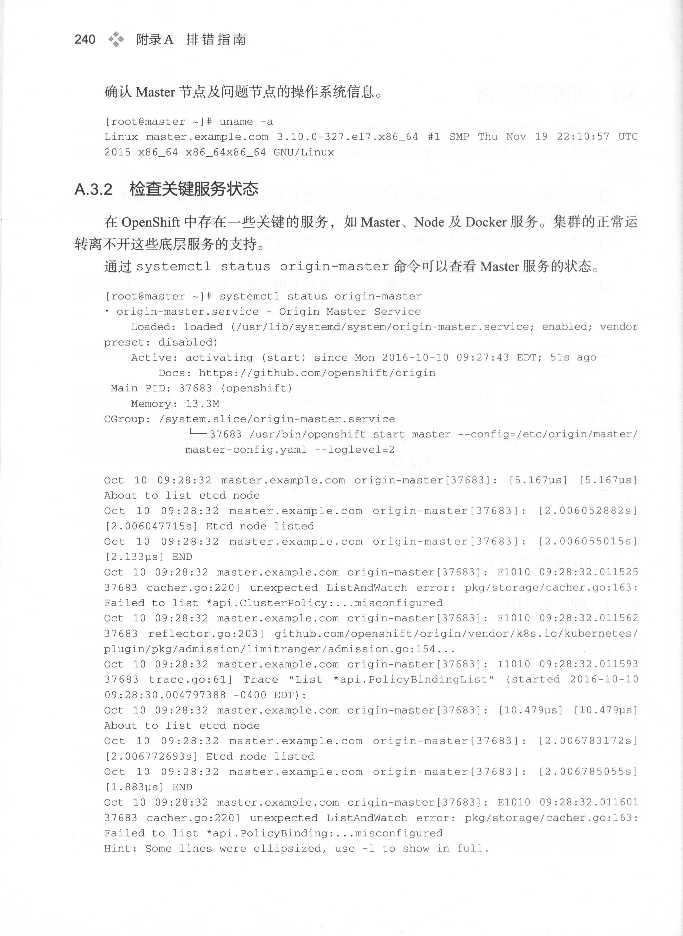 240 附录A 排错指南
确认 Master 节点及问题节点的操作系统信息。
[root@master ~]# uname -a
Linux master.example.com 3.10.0-327.el7.x86_64 #1 SMP Thu Nov 19 22:10:57 UTC
2015 x86_64 x86_64x86_64 GNU/Linux
A.3.2 检查关键服务状态
在 OpenShift 中存在一些关键的服务，如 Master、Node 及 Docker 服务。集群的正常运
转离不开这些底层服务的支持。
通过 systemctl status origin-master 命令可以查看 Master 服务的状态。
[root@master ~]# systemctl status origin-master
· origin-master.service - Origin Master Service
Loaded: loaded (/usr/lib/systemd/system/origin-master.service; enabled; vendor
preset: disabled)
Active: activating (start) since Mon 2016-10-10 09:27:43 EDT; 51s ago
Docs: https://github.com/openshift/origin
Main PID: 37683 (openshift)
Memory: 13.3M
CGroup: /system.slice/origin-master.service
└─37683 /usr/bin/openshift start master --config=/etc/origin/master/
master-config.yaml --loglevel=2
Oct 10 09:28:32 master.example.com origin-master[37683]: [5.167µs] [5.167µs]
About to list etcd node
Oct 10 09:28:32 master.example.com origin-master[37683]: [2.006052882s]
[2.006047715s] Etcd node listed
Oct 10 09:28:32 master.example.com origin-master[37683]: [2.006055015s]
[2.133µs] END
Oct 10 09:28:32 master.example.com origin-master[37683]: E1010 09:28:32.011525
37683 cacher.go:220] unexpected ListAndWatch error: pkg/storage/cacher.go:163:
Failed to list *api.ClusterPolicy:...misconfigured
Oct 10 09:28:32 master.example.com origin-master[37683]: E1010 09:28:32.011562
37683 reflector.go:203] github.com/openshift/origin/vendor/k8s.io/kubernetes/
plugin/pkg/admission/limitranger/admission.go:154...
Oct 10 09:28:32 master.example.com origin-master[37683]: I1010 09:28:32.011593
37683 trace.go:61] Trace "List *api.PolicyBindingList" (started 2016-10-10
09:28:30.004797388 -0400 EDT):
Oct 10 09:28:32 master.example.com origin-master[37683]: [10.479µs] [10.479µs]
About to list etcd node
Oct 10 09:28:32 master.example.com origin-master[37683]: [2.006783172s]
[2.006772693s] Etcd node listed
Oct 10 09:28:32 master.example.com origin-master[37683]: [2.006785055s]
[1.883µs] END
Oct 10 09:28:32 master.example.com origin-master[37683]: E1010 09:28:32.011601
37683 cacher.go:220] unexpected ListAndWatch error: pkg/storage/cacher.go:163:
Failed to list *api.PolicyBinding:...misconfigured
Hint: Some lines were ellipsized, use -l to show in full.